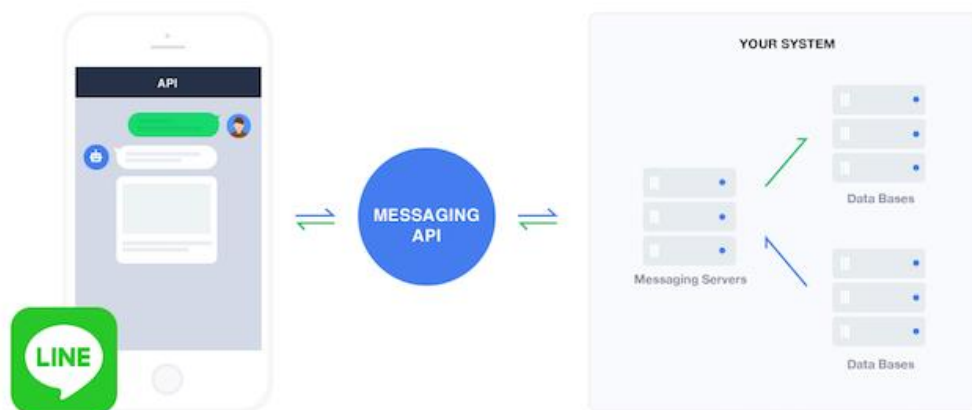 YOUR SYSTEM
API
MESSAGING
API
Data Bases
Messaging Servers
LINE
Data Bases